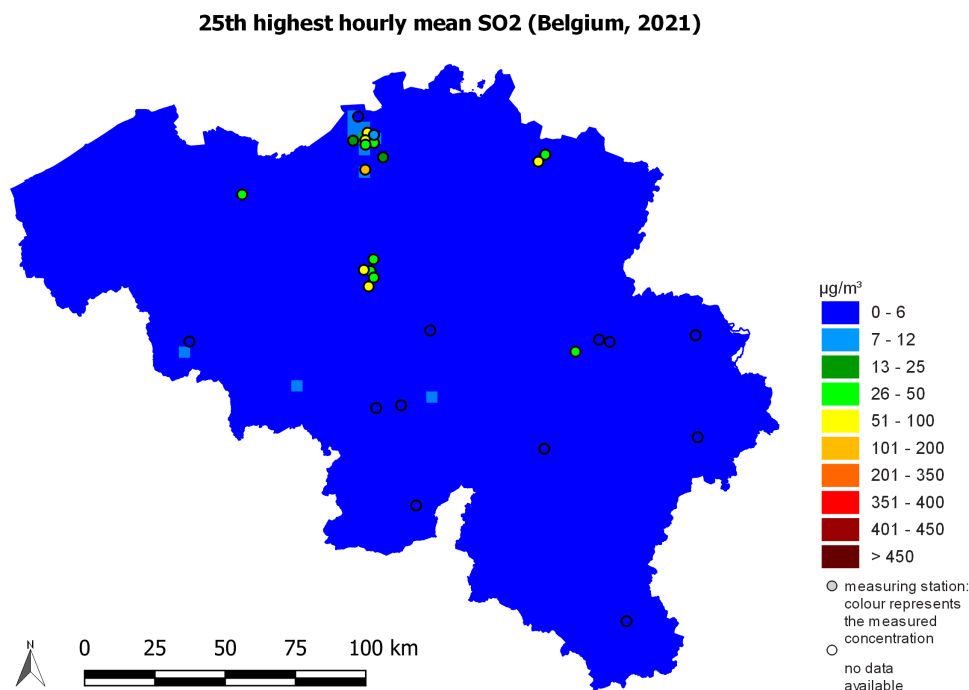 25th highest hourly mean SO2 (Belgium, 2021)
µg/m³
0 - 6
7 - 12
13 - 25
26 - 50
51 - 100
101 - 200
201 - 350
351 - 400
401 - 450
> 450
measuring station:
colour represents
the measured
concentration
no data
available
N
0 25 50 75 100 km